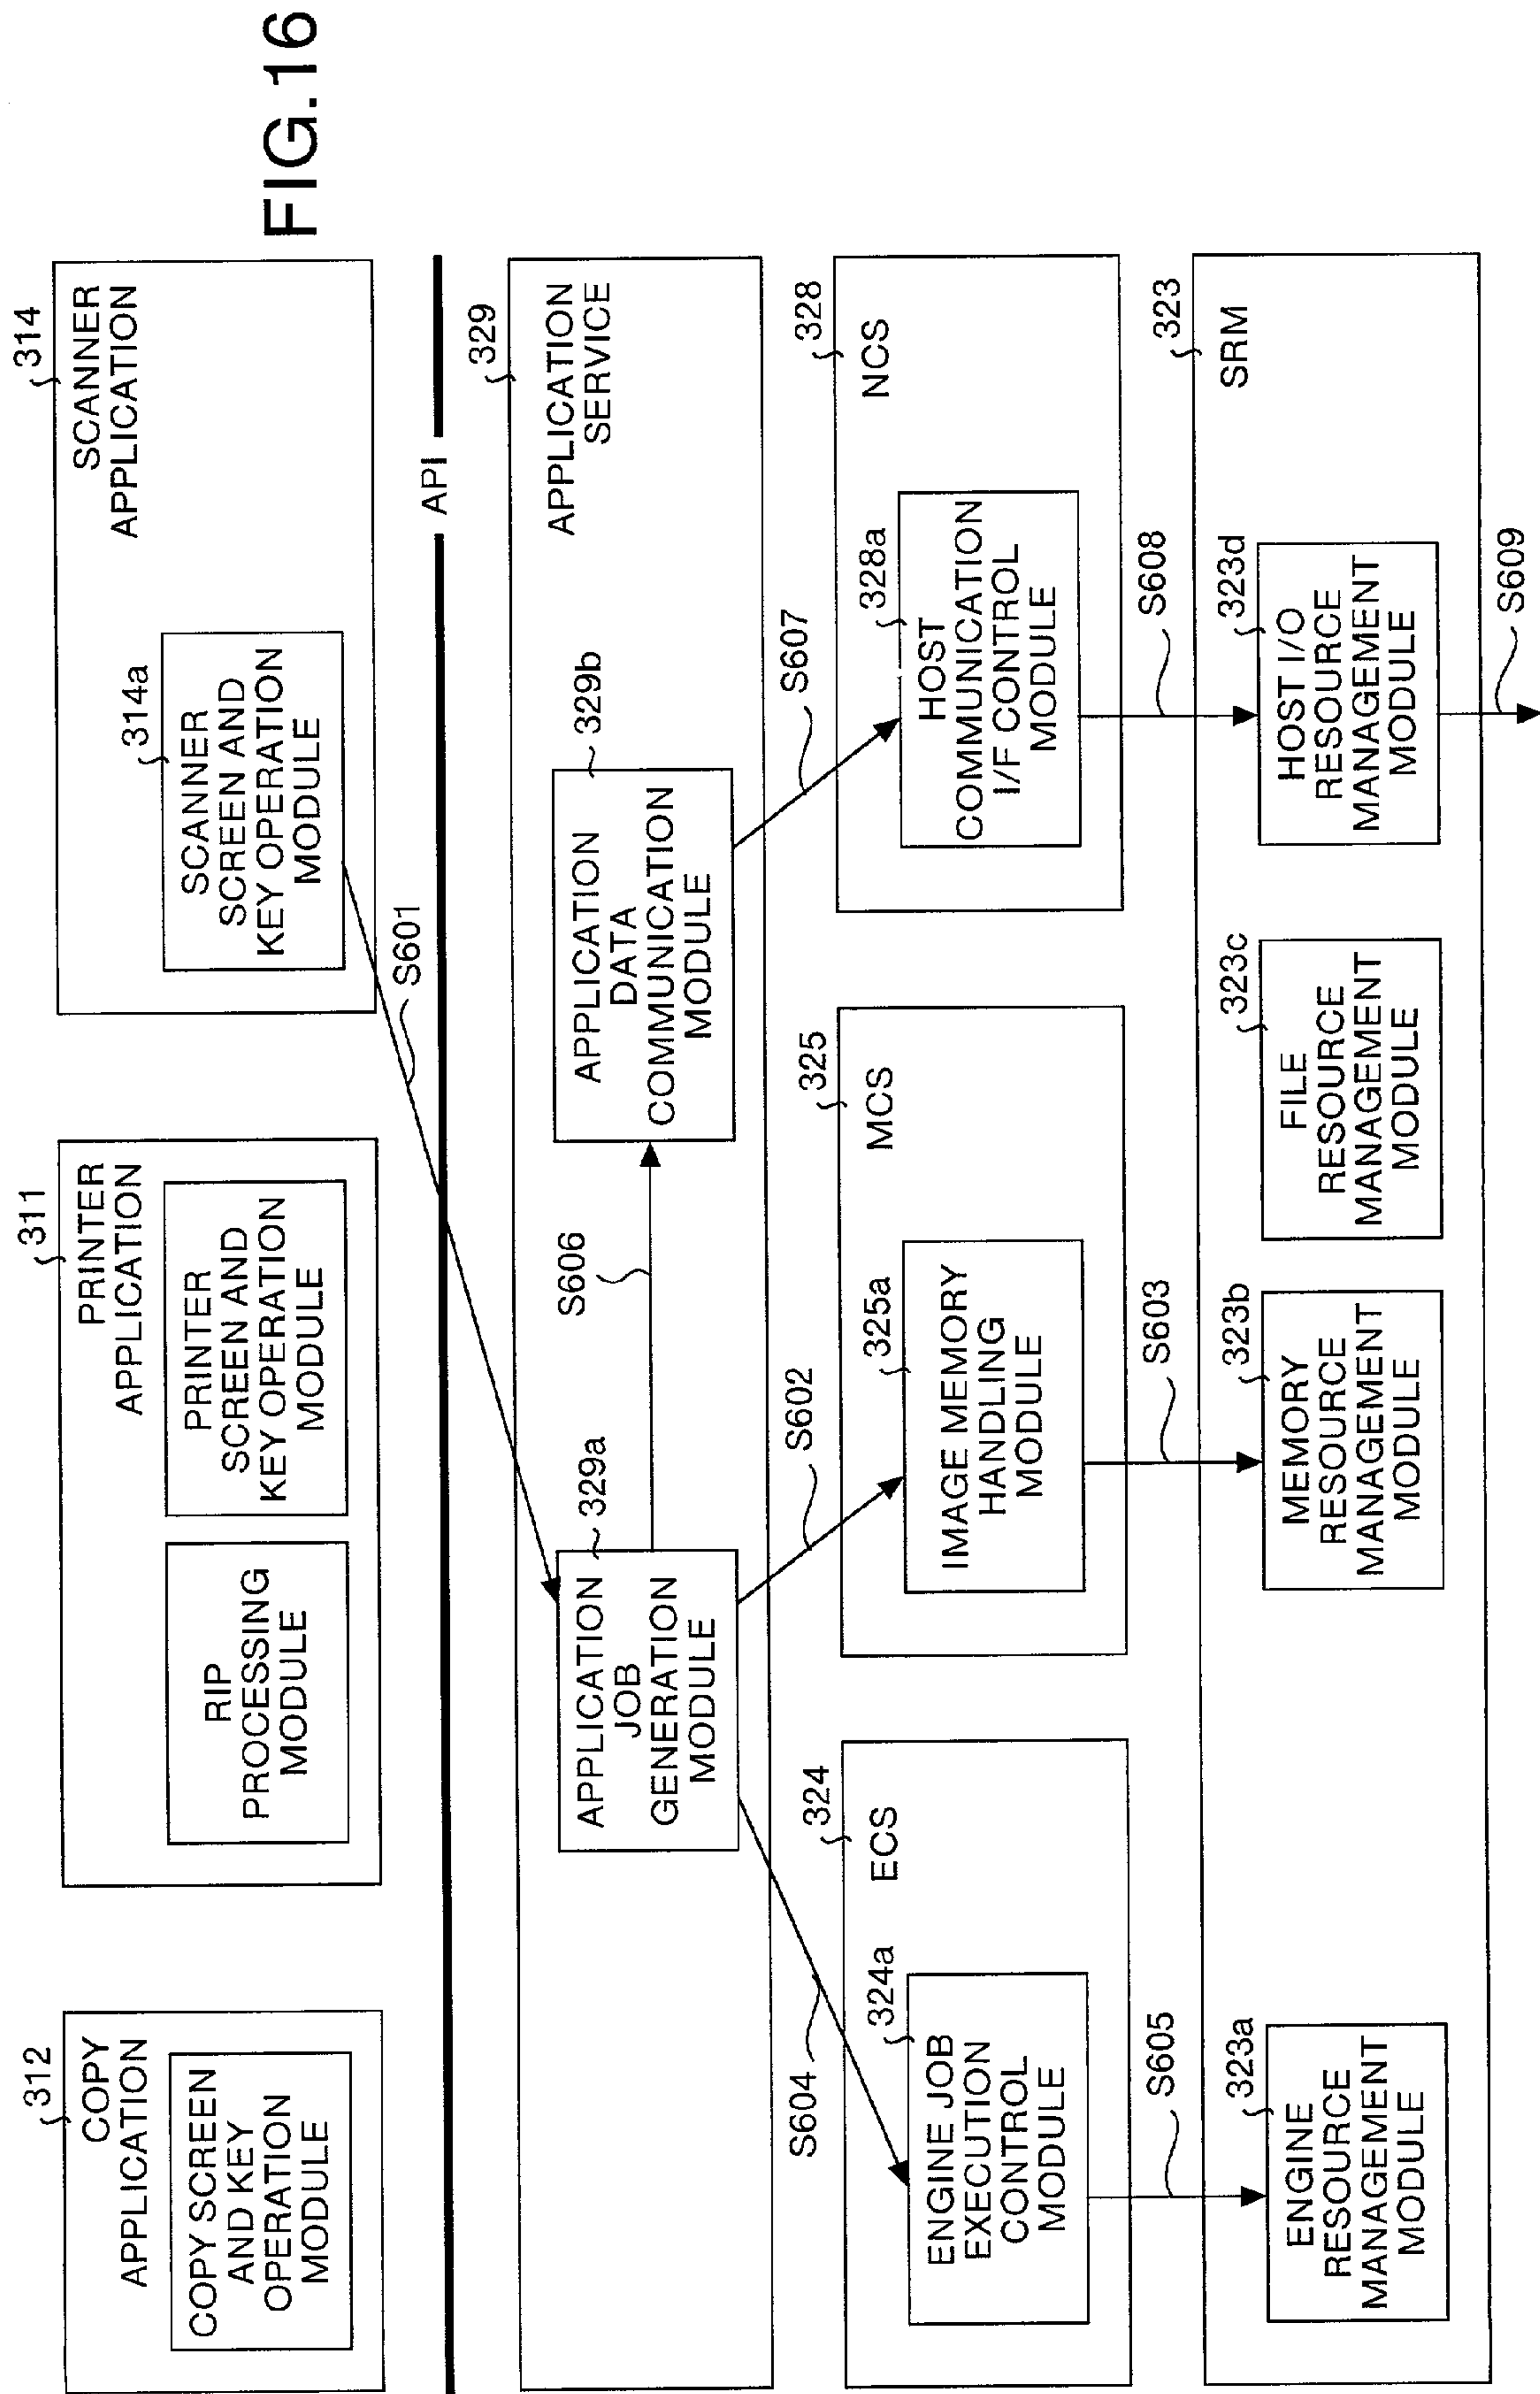 FIG.16
312
COPY
APPLICATION
COPY SCREEN
AND KEY
OPERATION
MODULE
311
PRINTER
APPLICATION
RIP
PROCESSING
MODULE
PRINTER
SCREEN AND
KEY OPERATION
MODULE
314
SCANNER
APPLICATION
314a
SCANNER
SCREEN AND
KEY OPERATION
MODULE
S601
API
329
APPLICATION
SERVICE
329a
APPLICATION
JOB
GENERATION
MODULE
S606
329b
APPLICATION
DATA
COMMUNICATION
MODULE
S604
S602
S607
324
ECS
324a
ENGINE JOB
EXECUTION
CONTROL
MODULE
325
MCS
325a
IMAGE MEMORY
HANDLING
MODULE
328
NCS
328a
HOST
COMMUNICATION
I/F CONTROL
MODULE
S605
S603
S608
323
SRM
323a
ENGINE
RESOURCE
MANAGEMENT
MODULE
323b
MEMORY
RESOURCE
MANAGEMENT
MODULE
323c
FILE
RESOURCE
MANAGEMENT
MODULE
323d
HOST I/O
RESOURCE
MANAGEMENT
MODULE
S609